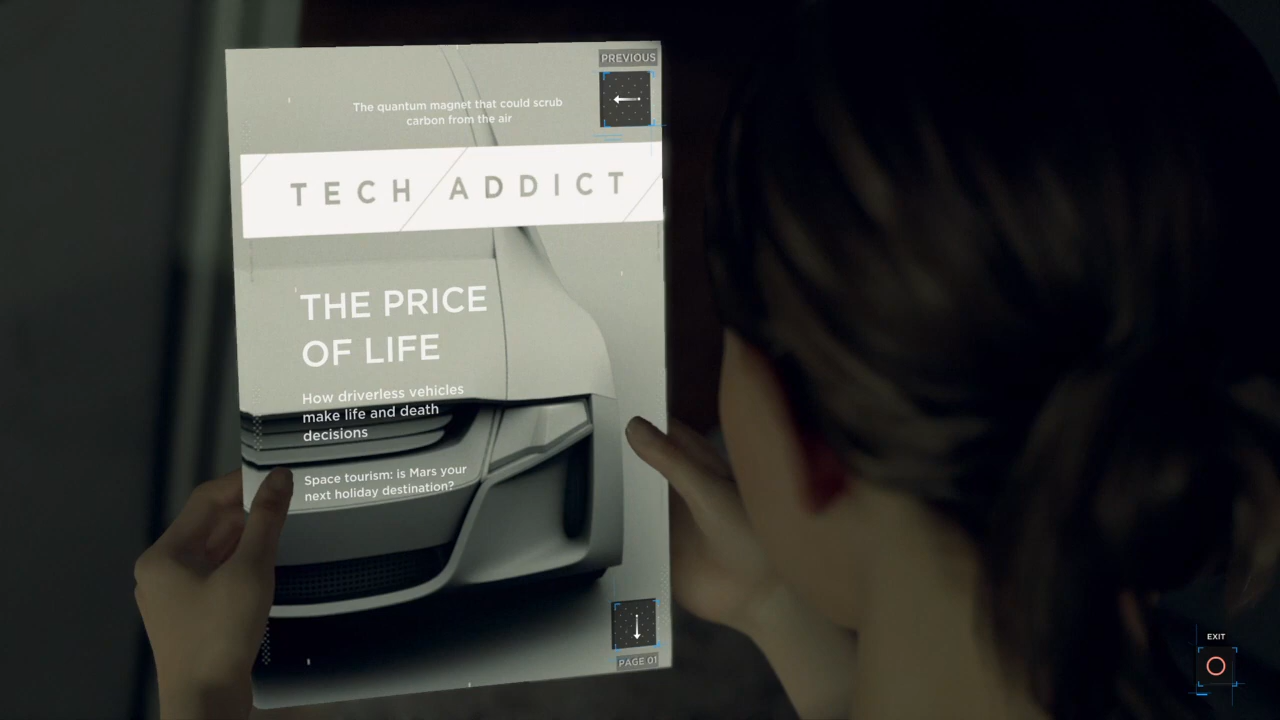 PREVIOUS
The quantum magnet that could scrub
carbon from the air
TECH ADDICT
THE PRICE
OF LIFE
How driverless vehicles
make life and death
decisions
Space tourism: is Mars your
next holiday destination?
PAGE 01
EXIT